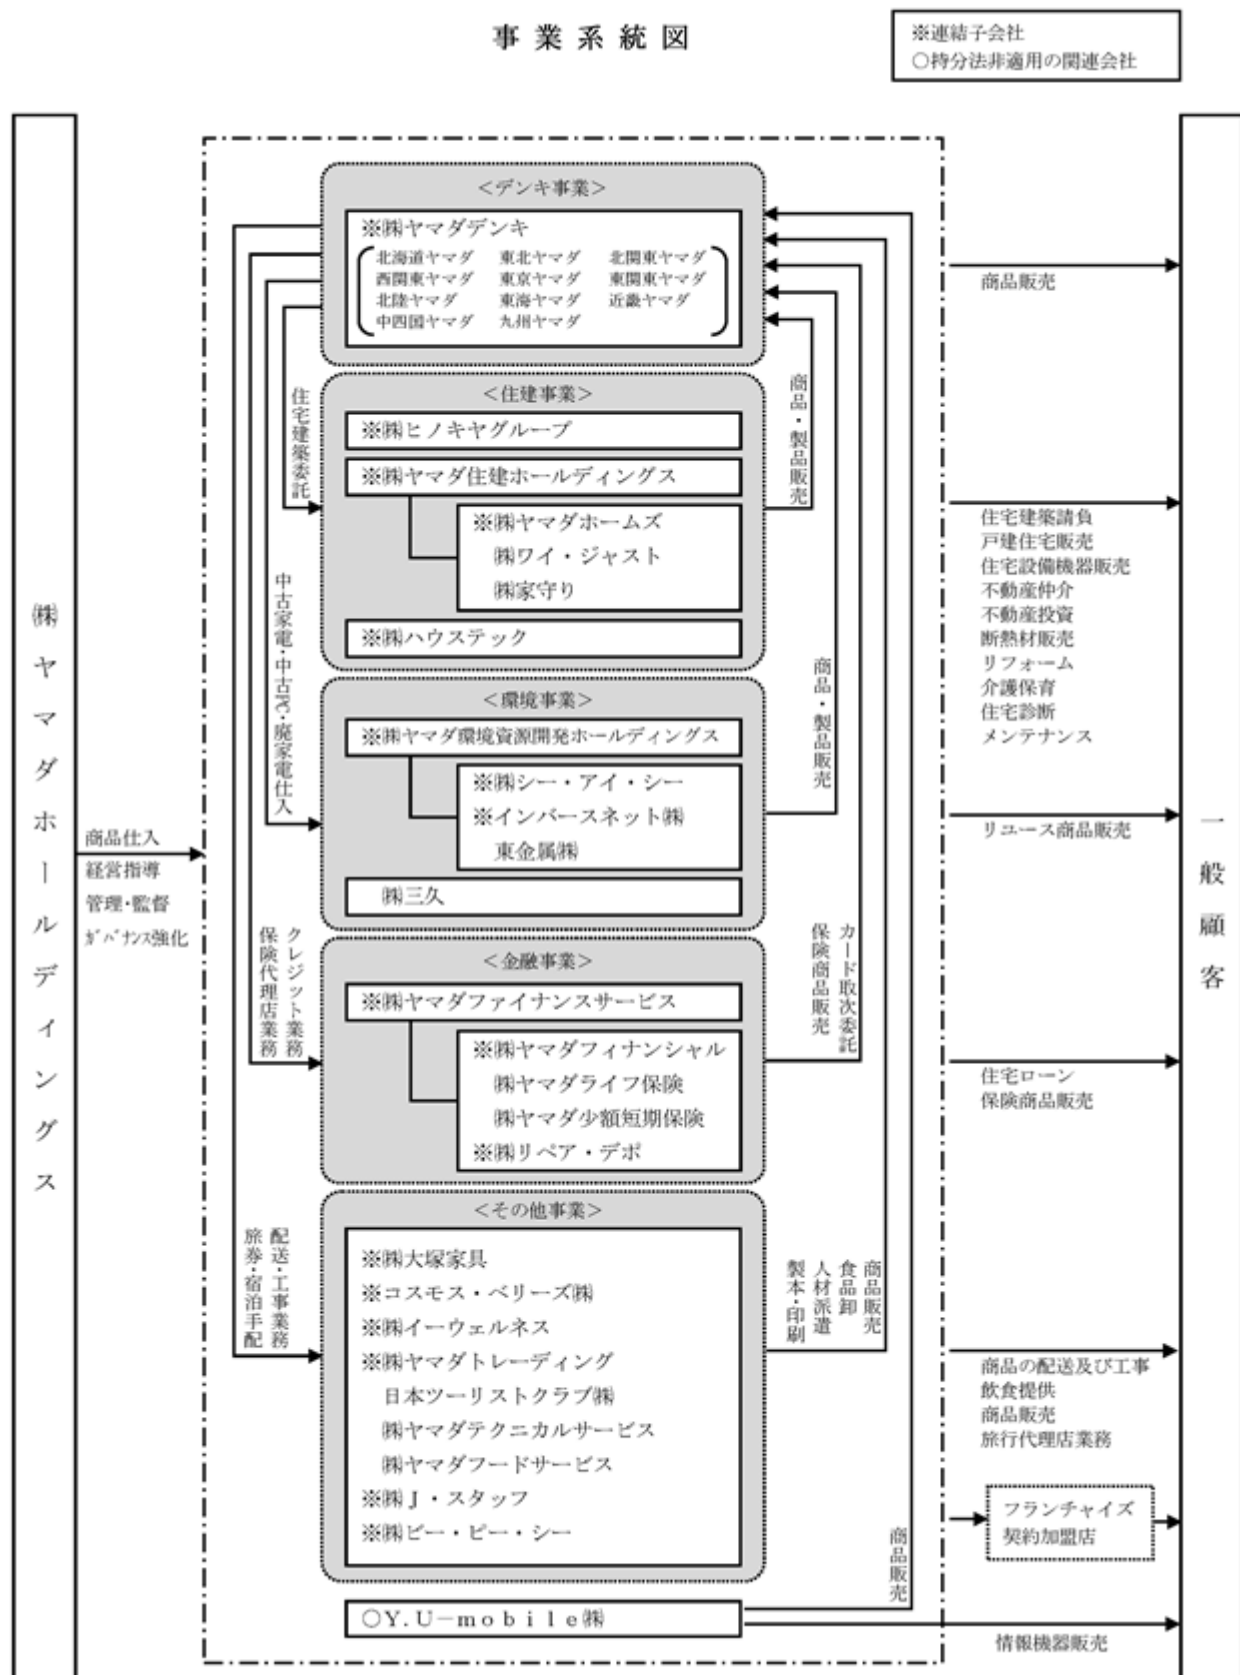 事業系統図
※連結子会社
○持分法非適用の関連会社
㈱ヤマダホールディングス
商品仕入
経営指導
管理・監督
ｶﾞﾊﾞﾅﾝｽ強化
＜デンキ事業＞
※㈱ヤマダデンキ
北海道ヤマダ　東北ヤマダ　北関東ヤマダ
西関東ヤマダ　東京ヤマダ　東関東ヤマダ
北陸ヤマダ　東海ヤマダ　近畿ヤマダ
中四国ヤマダ　九州ヤマダ
＜住建事業＞
※㈱ヒノキヤグループ
※㈱ヤマダ住建ホールディングス
※㈱ヤマダホームズ
㈱ワイ・ジャスト
㈱家守り
※㈱ハウステック
＜環境事業＞
※㈱ヤマダ環境資源開発ホールディングス
※㈱シー・アイ・シー
※インバースネット㈱
東金属㈱
㈱三久
＜金融事業＞
※㈱ヤマダファイナンスサービス
※㈱ヤマダフィナンシャル
㈱ヤマダライフ保険
㈱ヤマダ少額短期保険
※㈱リペア・デポ
＜その他事業＞
※㈱大塚家具
※コスモス・ベリーズ㈱
※㈱イーウェルネス
※㈱ヤマダトレーディング
日本ツーリストクラブ㈱
㈱ヤマダテクニカルサービス
㈱ヤマダフードサービス
※㈱Ｊ・スタッフ
※㈱ビー・ピー・シー
○Ｙ.Ｕ－ｍｏｂｉｌｅ㈱
住宅建築委託
中古家電・中古PC・廃家電仕入
クレジット業務
保険代理店業務
配送・工事業務
旅券・宿泊手配
商品・製品販売
商品・製品販売
カード取次委託
保険商品販売
商品販売
食品卸
人材派遣
製本・印刷
商品販売
商品販売
住宅建築請負
戸建住宅販売
住宅設備機器販売
不動産仲介
不動産投資
断熱材販売
リフォーム
介護保育
住宅診断
メンテナンス
リユース商品販売
住宅ローン
保険商品販売
商品の配送及び工事
飲食提供
商品販売
旅行代理店業務
フランチャイズ
契約加盟店
情報機器販売
一般顧客